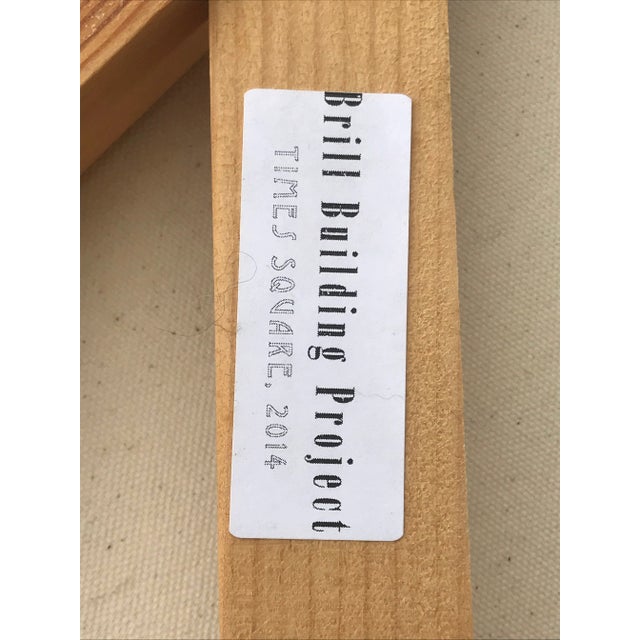 Brill Building Project
TIMES SQUARE, 2014